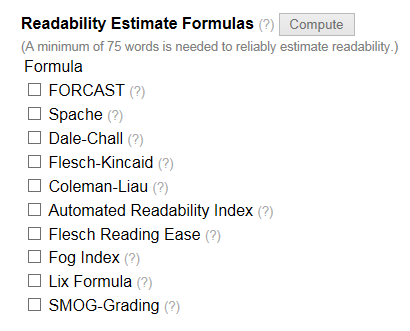 Readability Estimate Formulas (?) Compute
(A minimum of 75 words is needed to reliably estimate readability.)
Formula
FORCAST (?)
Spache (?)
Dale-Chall (?)
Flesch-Kincaid (?)
Coleman-Liau (?)
Automated Readability Index (?)
Flesch Reading Ease (?)
Fog Index (?)
Lix Formula (?)
SMOG-Grading (?)